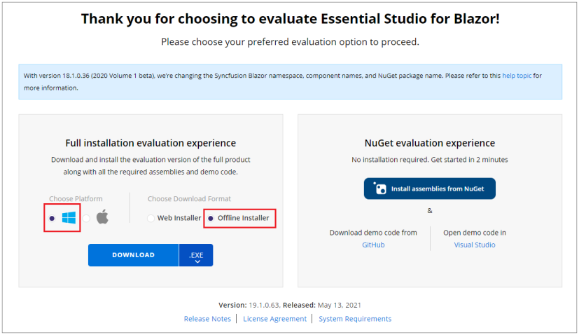 Thank you for choosing to evaluate Essential Studio for Blazor!
Please choose your preferred evaluation option to proceed.
With version 18.1.0.36 (2020 Volume 1 beta), we're changing the Syncfusion Blazor namespace, component names, and NuGet package name. Please refer to this help topic for
more information.
Full installation evaluation experience
Download and install the evaluation version of the full product
along with all the required assemblies and demo code.
Choose Platform
Choose Download Format
Web Installer
Offline Installer
DOWNLOAD
.EXE
NuGet evaluation experience
No installation required. Get started in 2 minutes
Install assemblies from NuGet
&
Download demo code from
GitHub
Open demo code in
Visual Studio
Version: 19.1.0.63. Released: May 13, 2021
Release Notes | License Agreement | System Requirements